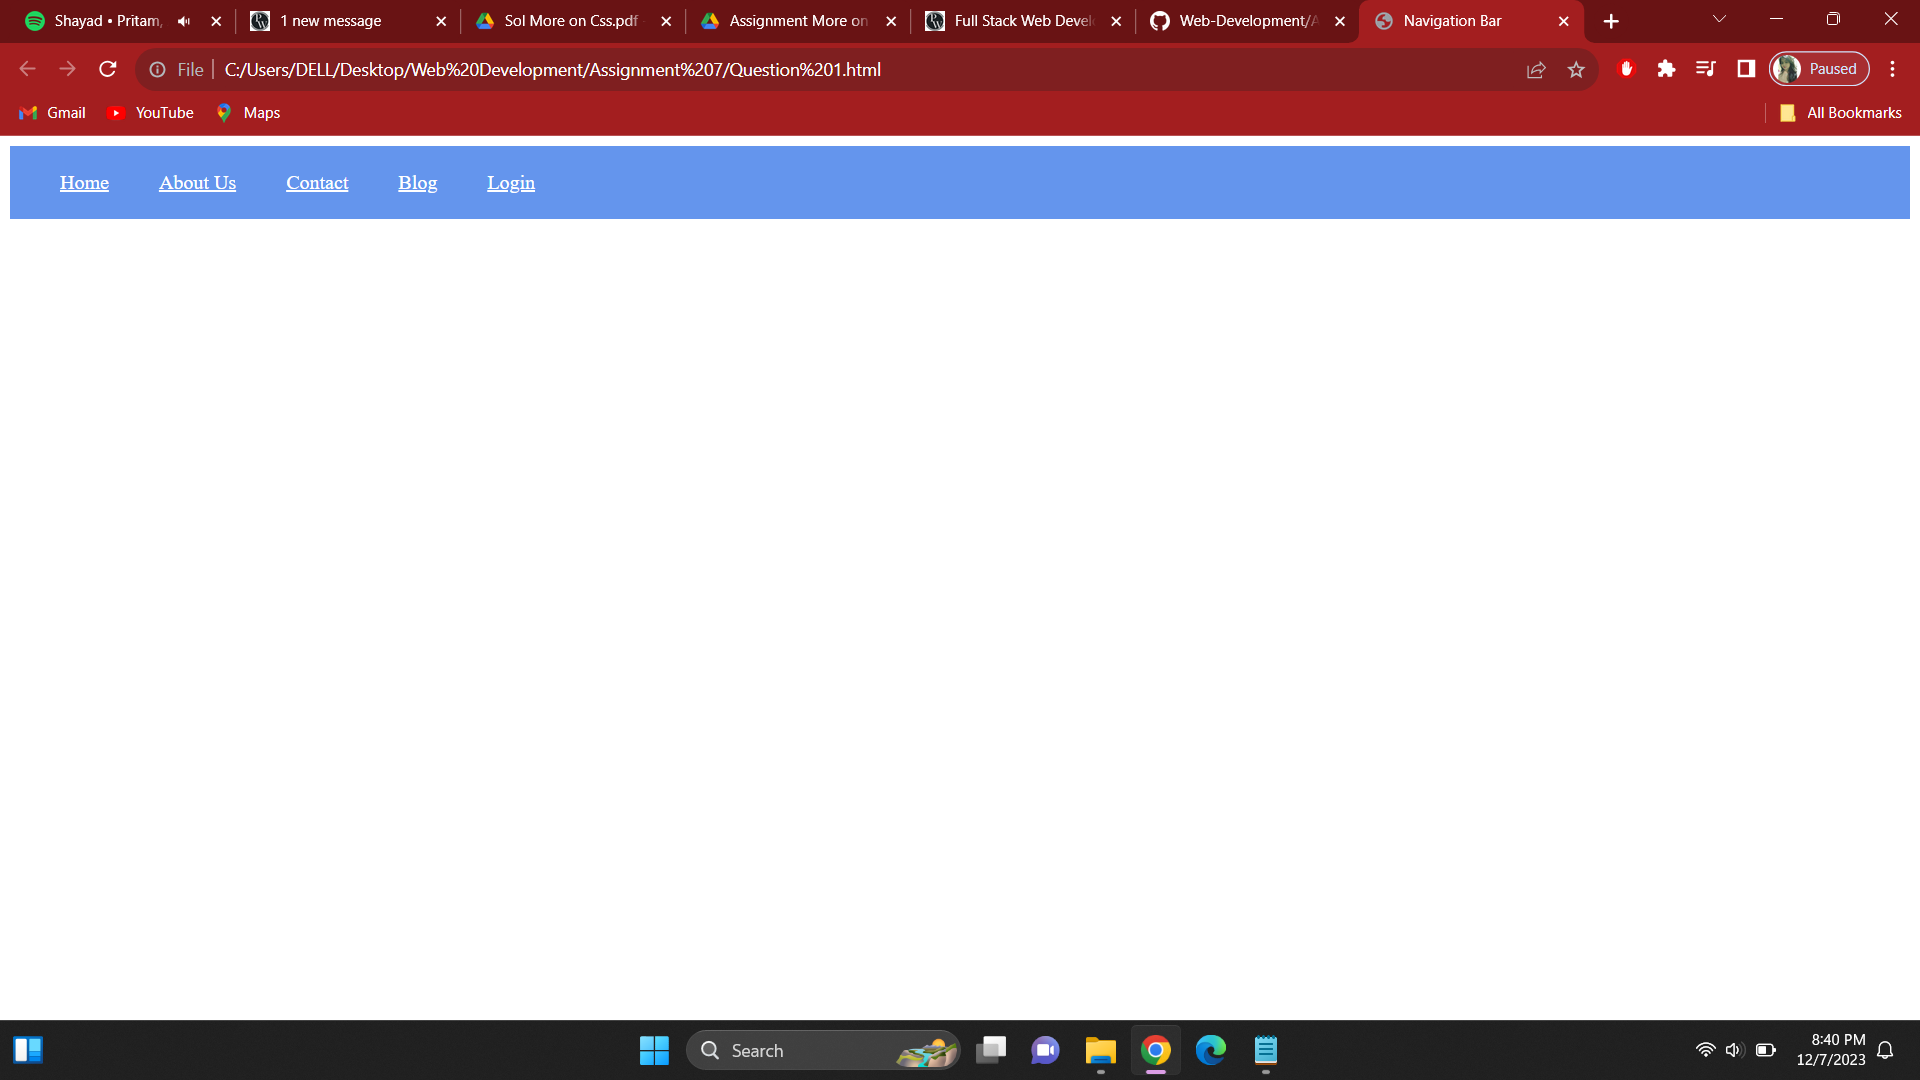 Shayad • Pritam,
1 new message
Sol More on Css.pdf
Assignment More on
Full Stack Web Devel
Web-Development/A
Navigation Bar
File
C:/Users/DELL/Desktop/Web%20Development/Assignment%207/Question%201.html
Paused
Gmail
YouTube
Maps
All Bookmarks
Home
About Us
Contact
Blog
Login
Search
8:40 PM
12/7/2023